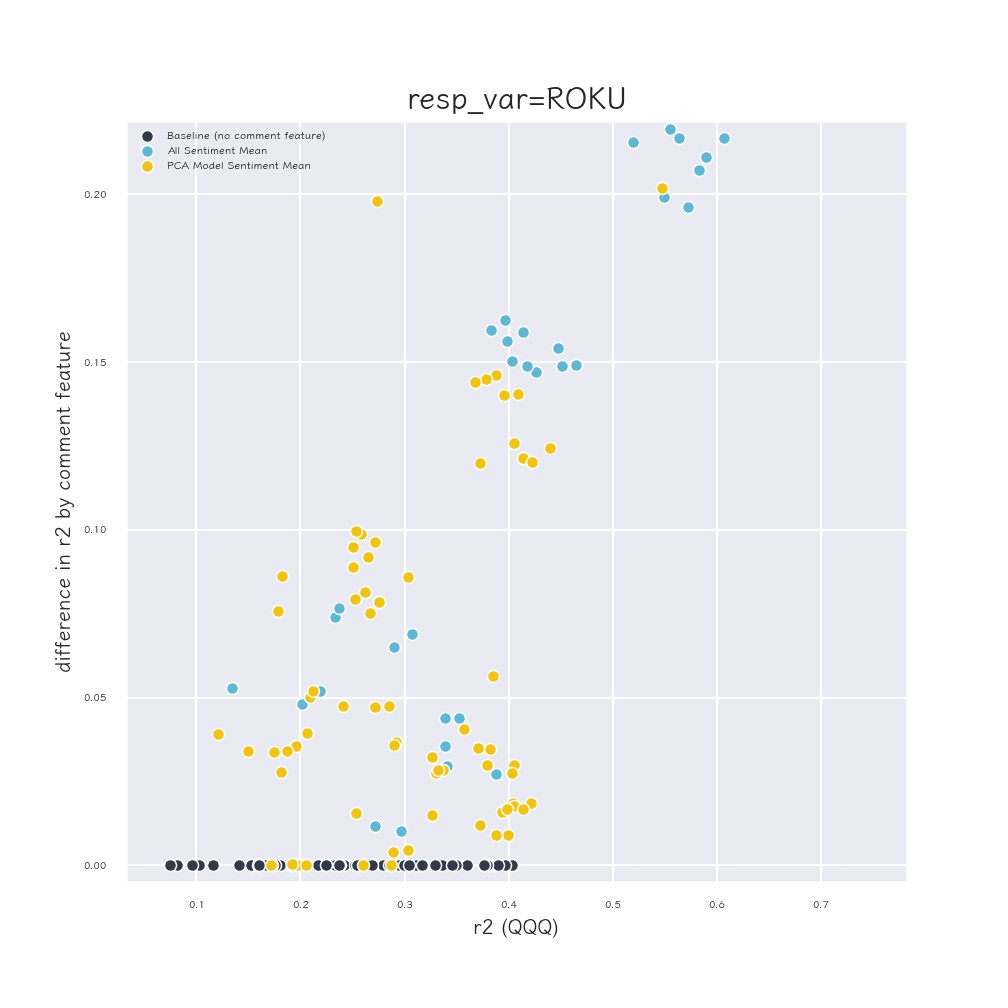 resp_var=ROKU
Baseline (no comment feature)
All Sentiment Mean
PCA Model Sentiment Mean
difference in r2 by comment feature
0.20
0.15
0.10
0.05
0.00
0.1 0.2 0.3 0.4 0.5 0.6 0.7
r2 (QQQ)